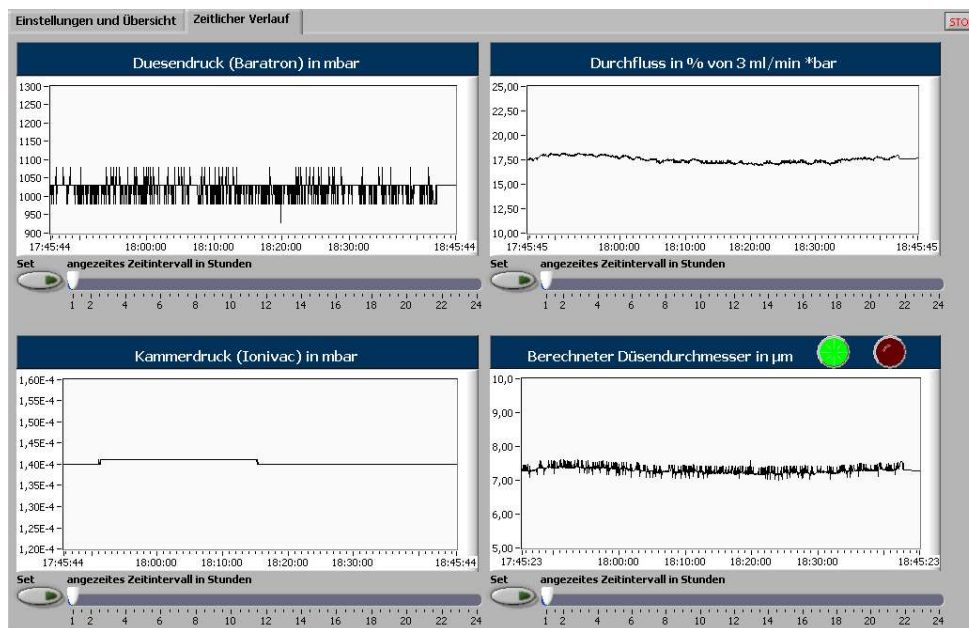 Einstellungen und Übersicht
Zeitlicher Verlauf
STO
Duesendruck (Baratron) in mbar
1300
1250
1200
1150
1100
1050
1000
950
900
17:45:44 18:00:00 18:10:00 18:20:00 18:30:00 18:45:44
Set angezeites Zeitintervall in Stunden
1 2 4 6 8 10 12 14 16 18 20 22 24
Durchfluss in % von 3 ml/min *bar
25,00
22,50
20,00
17,50
15,00
12,50
10,00
17:45:45 18:00:00 18:10:00 18:20:00 18:30:00 18:45:45
Set angezeites Zeitintervall in Stunden
1 2 4 6 8 10 12 14 16 18 20 22 24
Kammerdruck (Ionivac) in mbar
1,60E-4
1,55E-4
1,50E-4
1,45E-4
1,40E-4
1,35E-4
1,30E-4
1,25E-4
1,20E-4
17:45:44 18:00:00 18:10:00 18:20:00 18:30:00 18:45:44
Set angezeites Zeitintervall in Stunden
1 2 4 6 8 10 12 14 16 18 20 22 24
Berechneter Düsendurchmesser in µm
10,0
9,00
8,00
7,00
6,00
5,00
17:45:23 18:00:00 18:10:00 18:20:00 18:30:00 18:45:23
Set angezeites Zeitintervall in Stunden
1 2 4 6 8 10 12 14 16 18 20 22 24